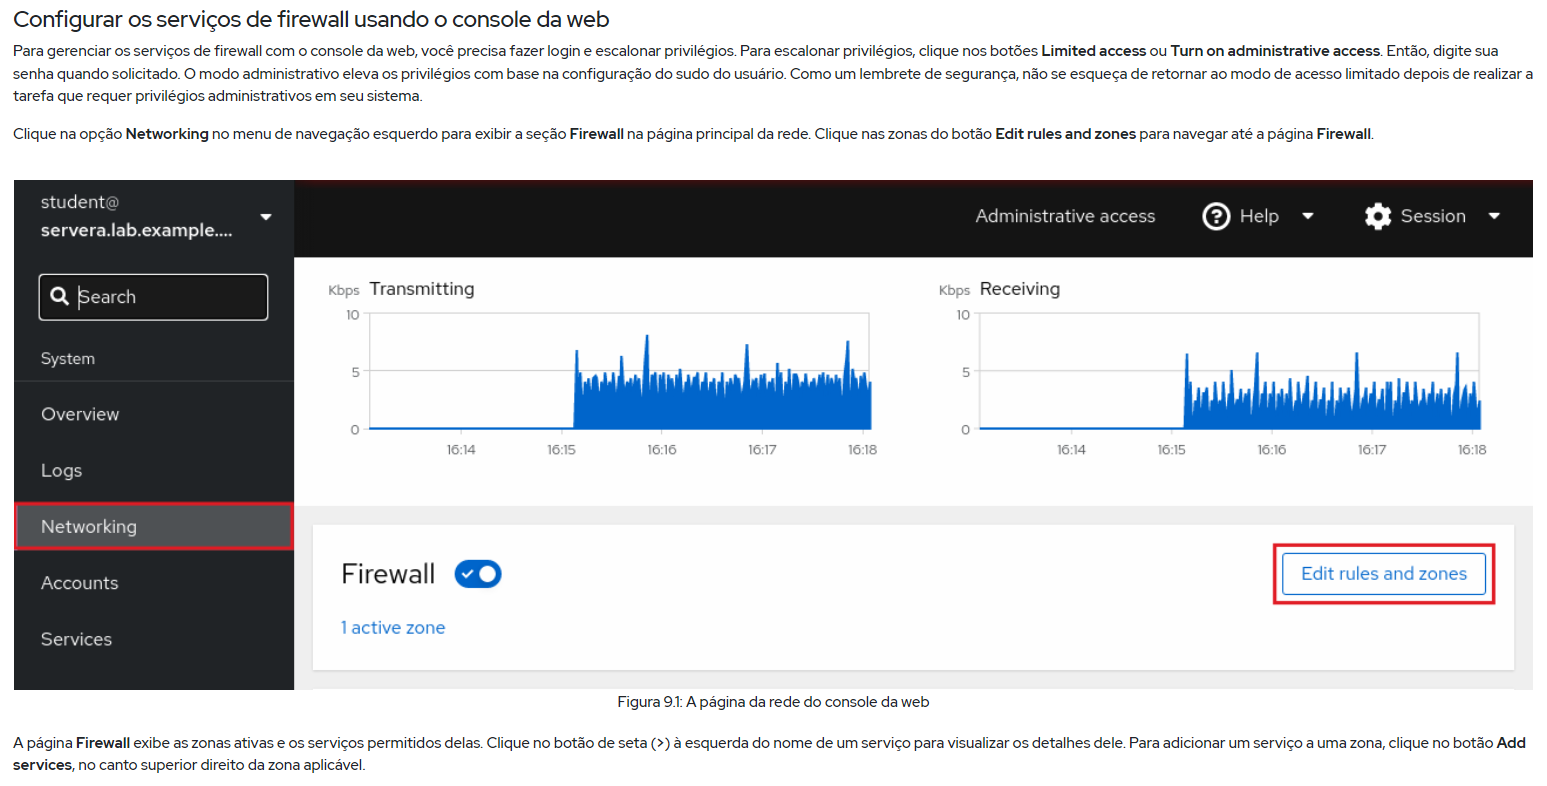 Configurar os serviços de firewall usando o console da web
Para gerenciar os serviços de firewall com o console da web, você precisa fazer login e escalonar privilégios. Para escalonar privilégios, clique nos botões Limited access ou Turn on administrative access. Então, digite sua
senha quando solicitado. O modo administrativo eleva os privilégios com base na configuração do sudo do usuário. Como um lembrete de segurança, não se esqueça de retornar ao modo de acesso limitado depois de realizar a
tarefa que requer privilégios administrativos em seu sistema.
Clique na opção Networking no menu de navegação esquerdo para exibir a seção Firewall na página principal da rede. Clique nas zonas do botão Edit rules and zones para navegar até a página Firewall.
student@
servera.lab.example....
Search
System
Overview
Logs
Networking
Accounts
Services
Administrative access
Help
Session
Kbps Transmitting
10
5
0
16:14 16:15 16:16 16:17 16:18
Kbps Receiving
10
5
0
16:14 16:15 16:16 16:17 16:18
Firewall
Edit rules and zones
1 active zone
Figura 9.1: A página da rede do console da web
A página Firewall exibe as zonas ativas e os serviços permitidos delas. Clique no botão de seta (>) à esquerda do nome de um serviço para visualizar os detalhes dele. Para adicionar um serviço a uma zona, clique no botão Add
services, no canto superior direito da zona aplicável.